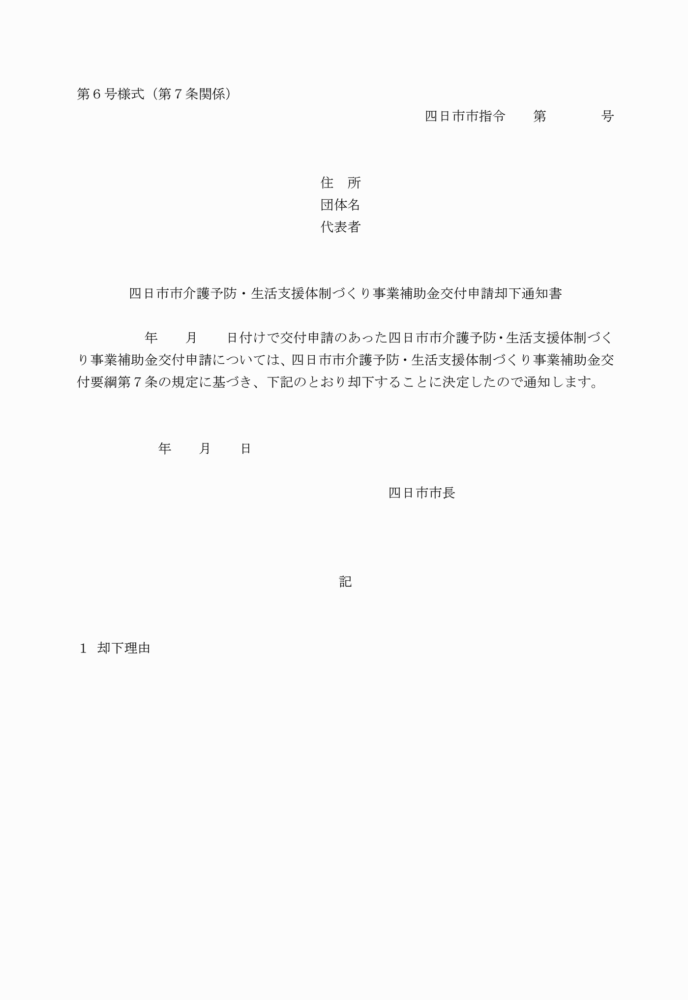 第６号様式（第７条関係）
四日市市指令　　第　　　　号
住　所
団体名
代表者
四日市市介護予防・生活支援体制づくり事業補助金交付申請却下通知書
年　　月　　日付けで交付申請のあった四日市市介護予防・生活支援体制づく
り事業補助金交付申請については、四日市市介護予防・生活支援体制づくり事業補助金交
付要綱第７条の規定に基づき、下記のとおり却下することに決定したので通知します。
年　　月　　日
四日市市長
記
１ 却下理由